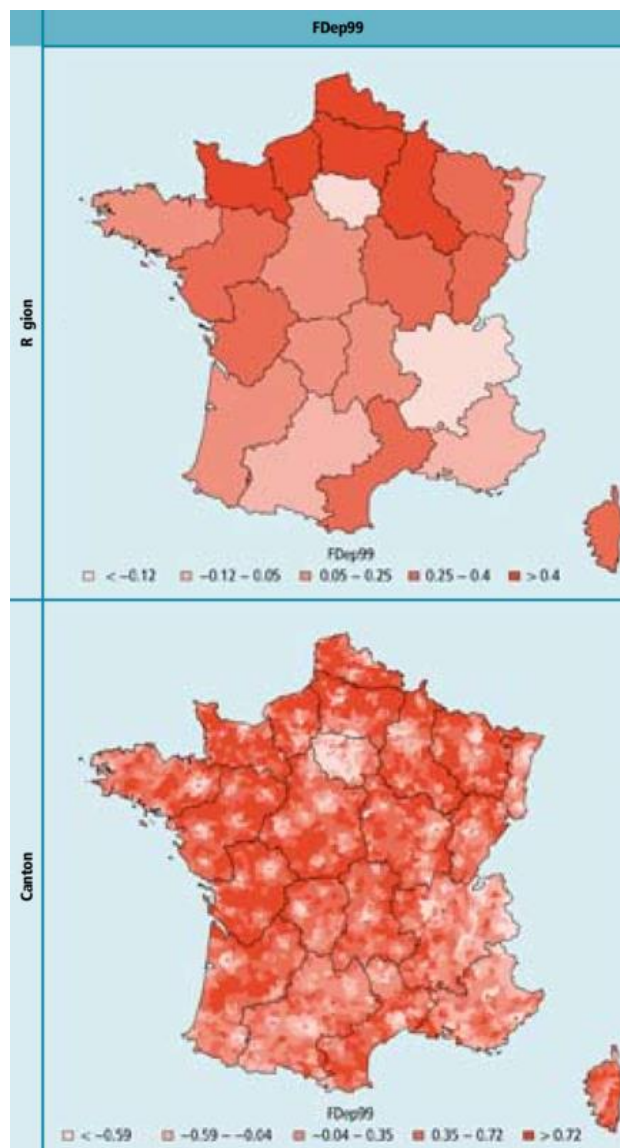 FDep99
R gion
FDep99
< −0.12 −0.12 – 0.05 0.05 – 0.25 0.25 – 0.4 > 0.4
Canton
FDep99
< −0.59 −0.59 – −0.04 −0.04 – 0.35 0.35 – 0.72 > 0.72